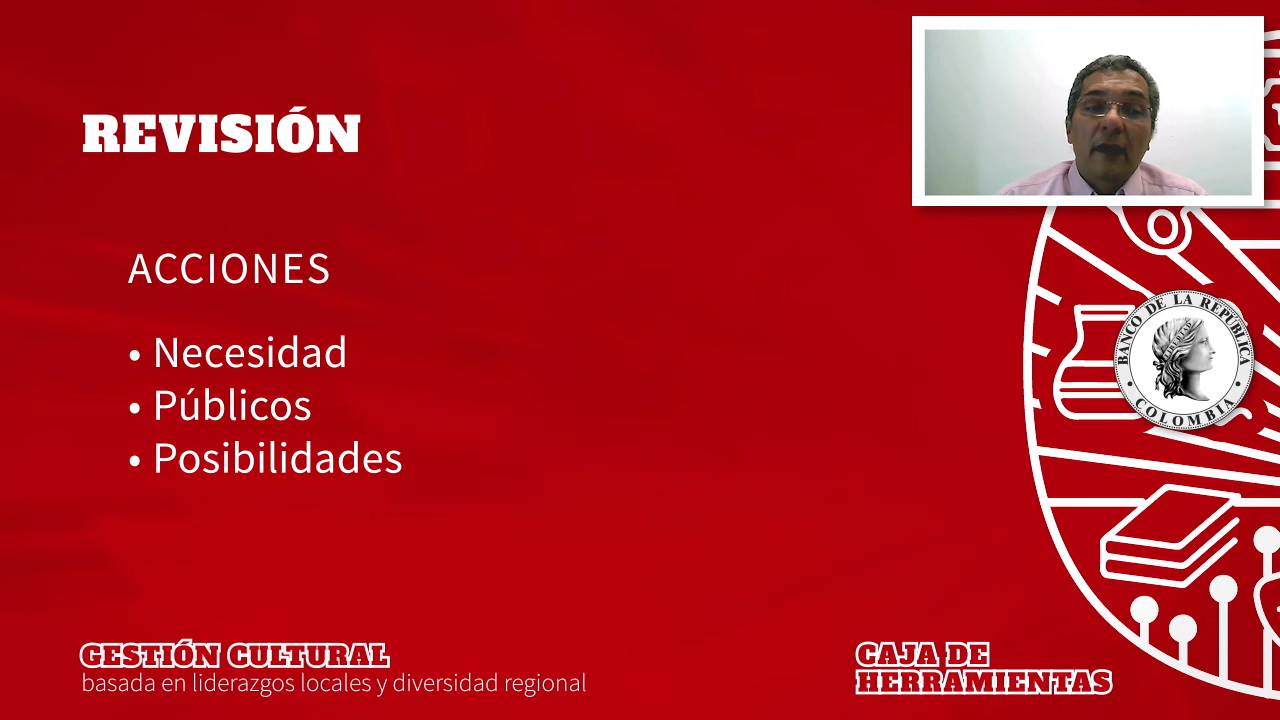 REVISIÓN
ACCIONES
• Necesidad
• Públicos
• Posibilidades
BANCO DE LA REPÚBLICA
• COLOMBIA •
GESTIÓN CULTURAL
basada en liderazgos locales y diversidad regional
CAJA DE
HERRAMIENTAS